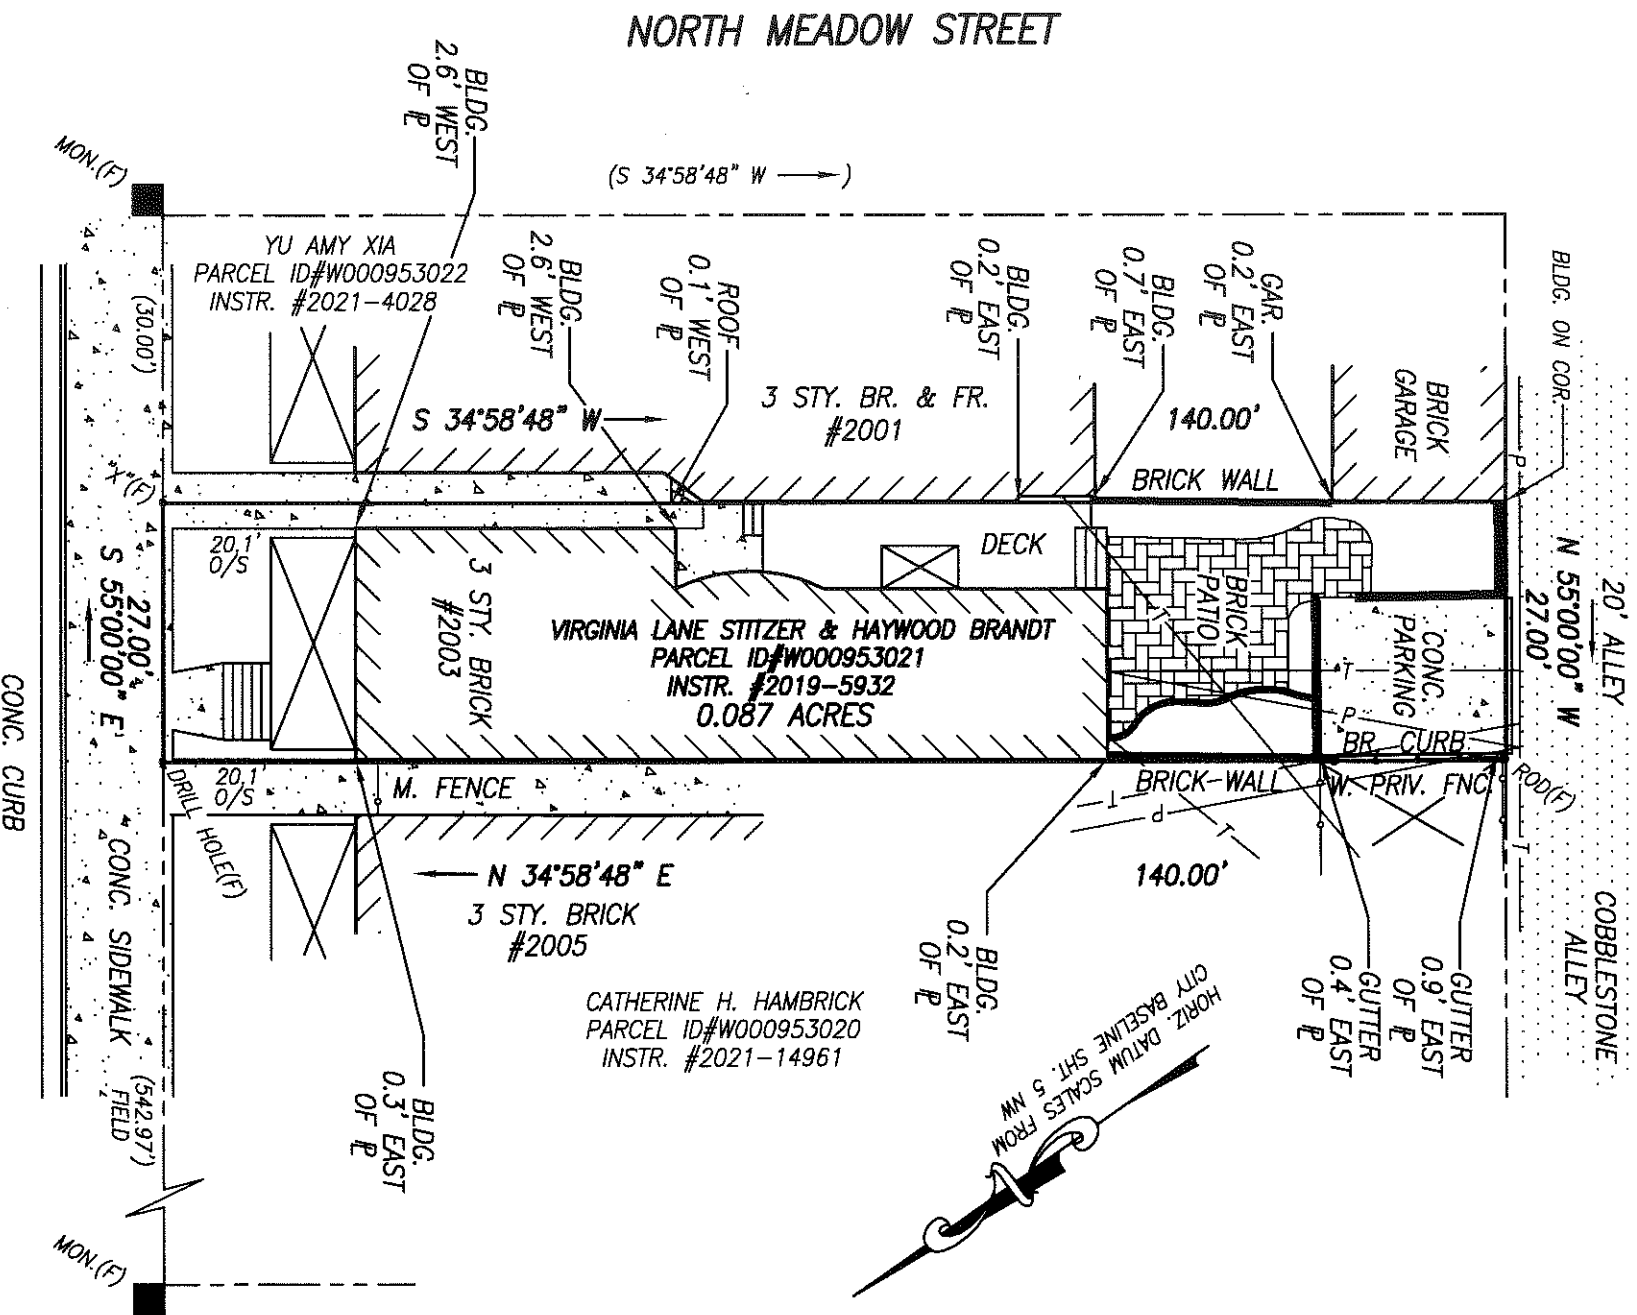 NORTH MEADOW STREET
BLDG.
2.6' WEST
OF ⅊
MON.(F)
(S 34°58'48" W ⟶)
YU AMY XIA
PARCEL ID#W000953022
INSTR. #2021-4028
(30.00')
BLDG.
2.6' WEST
OF ⅊
ROOF
0.1' WEST
OF ⅊
BLDG.
0.2' EAST
OF ⅊
BLDG.
0.7' EAST
OF ⅊
GAR.
0.2' EAST
OF ⅊
BRICK
GARAGE
BLDG. ON COR.
20' ALLEY
N 55°00'00" W
27.00'
S 34°58'48" W
3 STY. BR. & FR.
#2001
140.00'
BRICK WALL
P
"X"(F)
20.1'
O/S
3 STY. BRICK
#2003
DECK
BRICK
PATIO
CONC.
PARKING
T
T
P
BR. CURB
VIRGINIA LANE STITZER & HAYWOOD BRANDT
PARCEL ID#W000953021
INSTR. #2019-5932
0.087 ACRES
27.00'
S 55°00'00" E
CONC. CURB
DRILL HOLE(F)
20.1'
O/S
M. FENCE
BRICK WALL
W. PRIV. FNC.
ROD(F)
T
P
T
T
N 34°58'48" E
3 STY. BRICK
#2005
140.00'
CONC. SIDEWALK
COBBLESTONE
ALLEY
BLDG.
0.2' EAST
OF ⅊
GUTTER
0.4' EAST
OF ⅊
GUTTER
0.9' EAST
OF ⅊
CATHERINE H. HAMBRICK
PARCEL ID#W000953020
INSTR. #2021-14961
HORIZ. DATUM SCALES FROM
CITY BASELINE SHT. 5 NW
N
BLDG.
0.3' EAST
OF ⅊
(542.97')
FIELD
MON.(F)